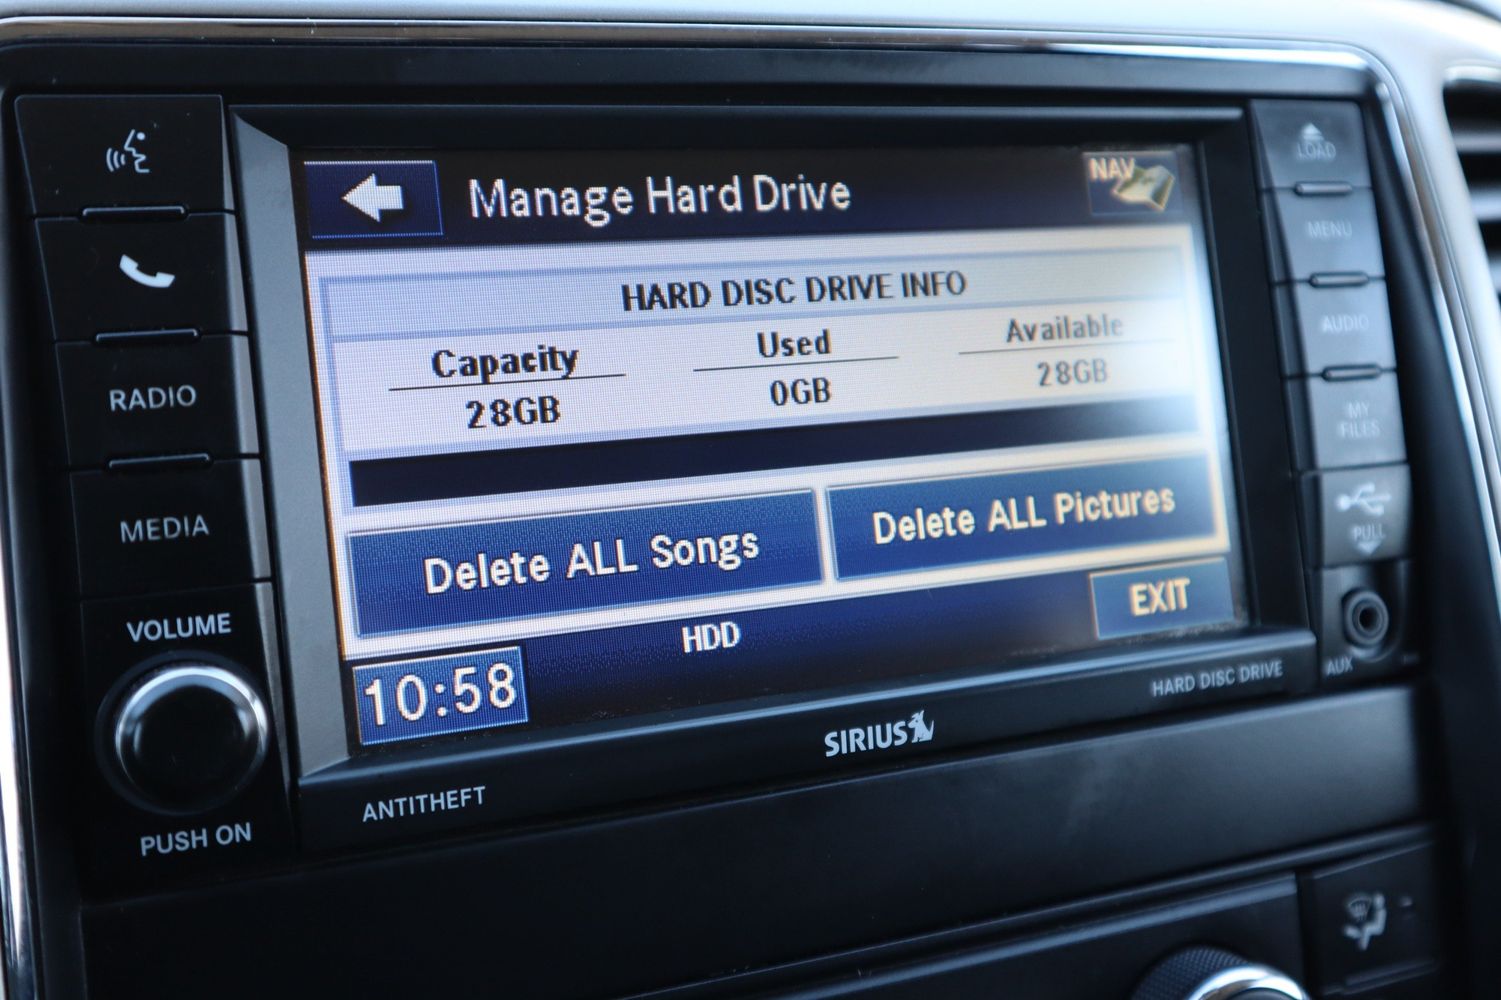 Manage Hard Drive
NAV
HARD DISC DRIVE INFO
Capacity Used Available
28GB 0GB 28GB
Delete ALL Songs Delete ALL Pictures
HDD
EXIT
10:58
RADIO
MEDIA
VOLUME
PUSH ON
ANTITHEFT
SIRIUS
HARD DISC DRIVE
LOAD
MENU
AUDIO
MY
FILES
PULL
AUX